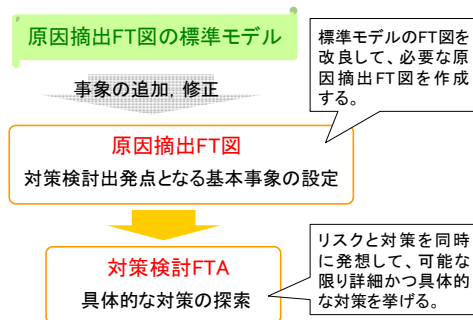 原因摘出FT図の標準モデル
標準モデルのFT図を
改良して、必要な原
因摘出FT図を作成
する。
事象の追加, 修正
原因摘出FT図
対策検討出発点となる基本事象の設定
リスクと対策を同時
に発想して、可能な
限り詳細かつ具体的
な対策を挙げる。
対策検討FTA
具体的な対策の探索